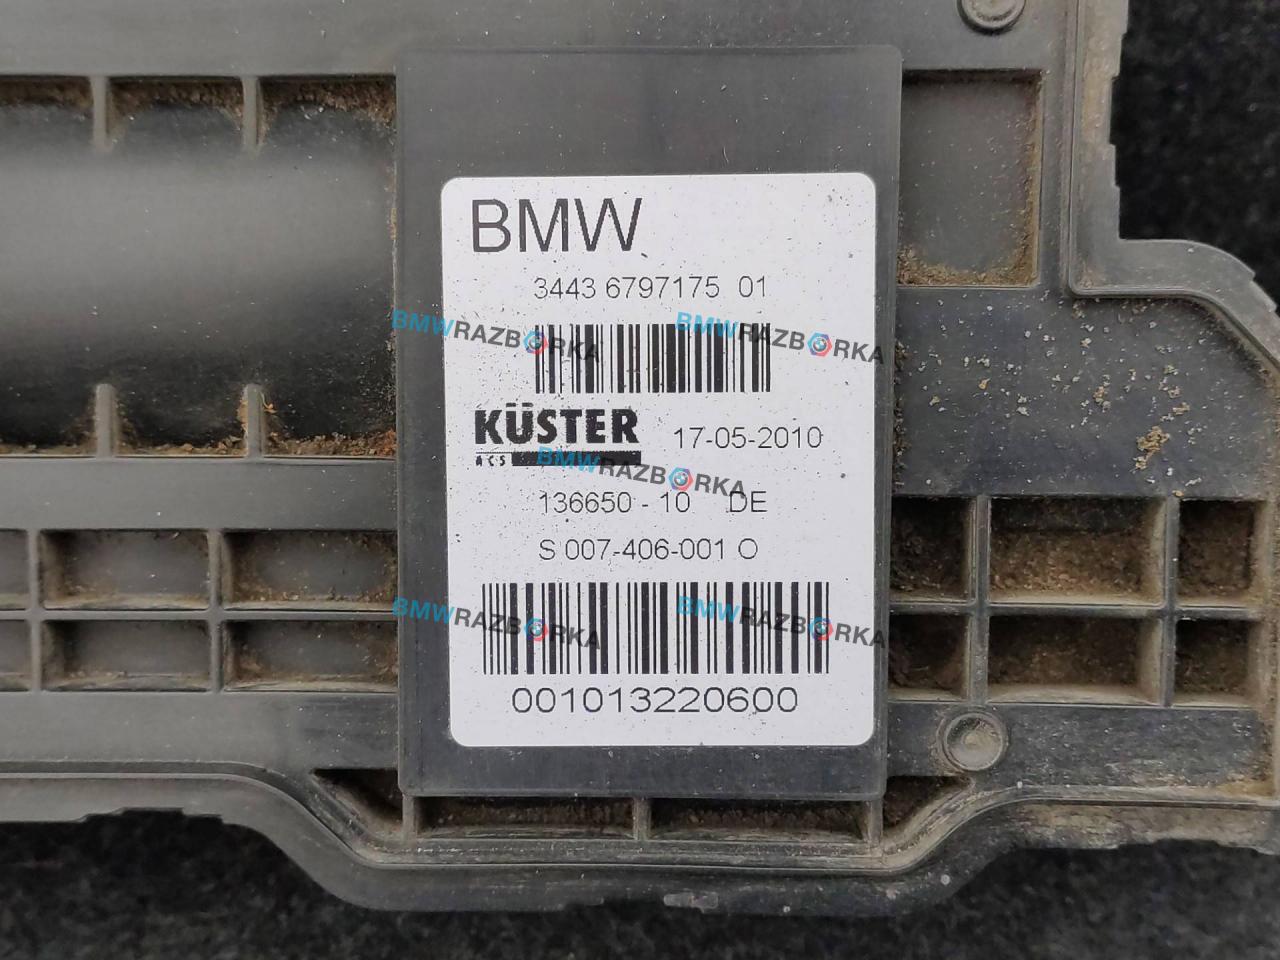 BMW
3443 6797175 01
BMWRAZBORKA BMWRAZBORKA
KÜSTER 17-05-2010
ACS
BMWRAZBORKA
136650 - 10 DE
S 007-406-001 O
BMWRAZBORKA BMWRAZBORKA
001013220600